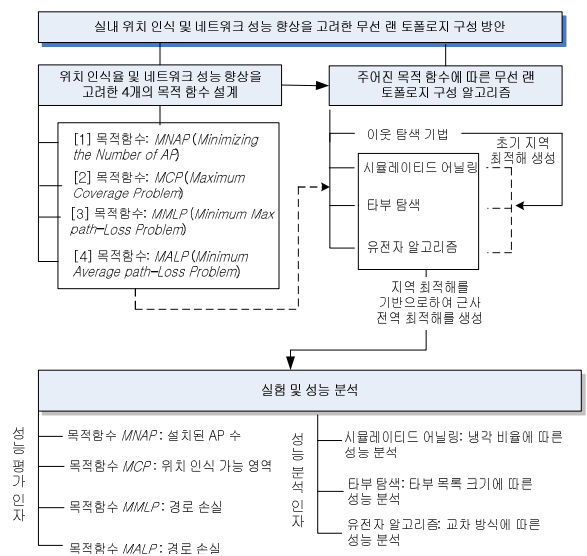 실내 위치 인식 및 네트워크 성능 향상을 고려한 무선 랜 토폴로지 구성 방안
위치 인식율 및 네트워크 성능 향상을
고려한 4개의 목적 함수 설계
주어진 목적 함수에 따른 무선 랜
토폴로지 구성 알고리즘
[1] 목적함수: MNAP(Minimizing
the Number of AP)
[2] 목적함수: MCP(Maximum
Coverage Problem)
[3] 목적함수: MMLP(Minimum Max
path-Loss Problem)
[4] 목적함수: MALP(Minimum
Average path-Loss Problem)
이웃 탐색 기법
초기 지역
최적해 생성
시뮬레이티드 어닐링
타부 탐색
유전자 알고리즘
지역 최적해를
기반으로하여 근사
전역 최적해를 생성
실험 및 성능 분석
성능평가인자
목적함수 MNAP: 설치된 AP 수
목적함수 MCP: 위치 인식 가능 영역
목적함수 MMLP: 경로 손실
목적함수 MALP: 경로 손실
성능분석인자
시뮬레이티드 어닐링: 냉각 비율에 따른
성능 분석
타부 탐색: 타부 목록 크기에 따른
성능 분석
유전자 알고리즘: 교차 방식에 따른
성능 분석